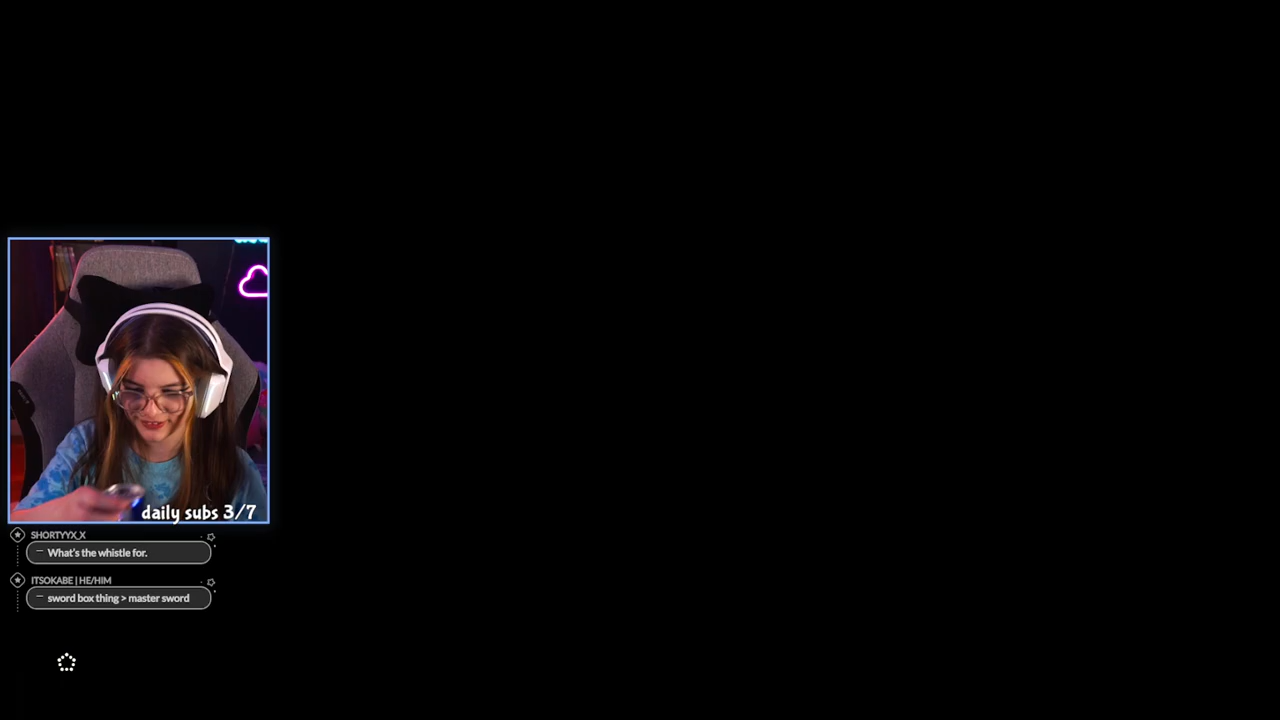 daily subs 3/7
SHORTYYX_X
What's the whistle for.
ITSOKABE | HE/HIM
sword box thing > master sword